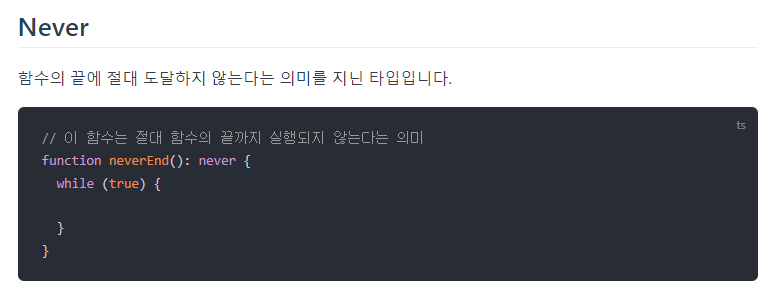 Never
함수의 끝에 절대 도달하지 않는다는 의미를 지닌 타입입니다.
ts
// 이 함수는 절대 함수의 끝까지 실행되지 않는다는 의미
function neverEnd(): never {
  while (true) {

  }
}